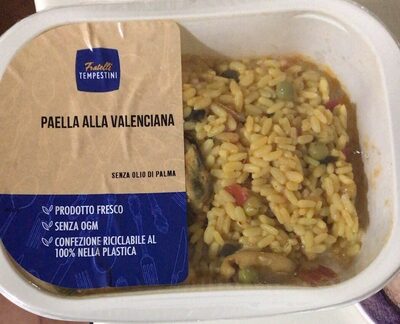 Fratelli
TEMPESTINI
PAELLA ALLA VALENCIANA
SENZA OLIO DI PALMA
PRODOTTO FRESCO
SENZA OGM
CONFEZIONE RICICLABILE AL
100% NELLA PLASTICA